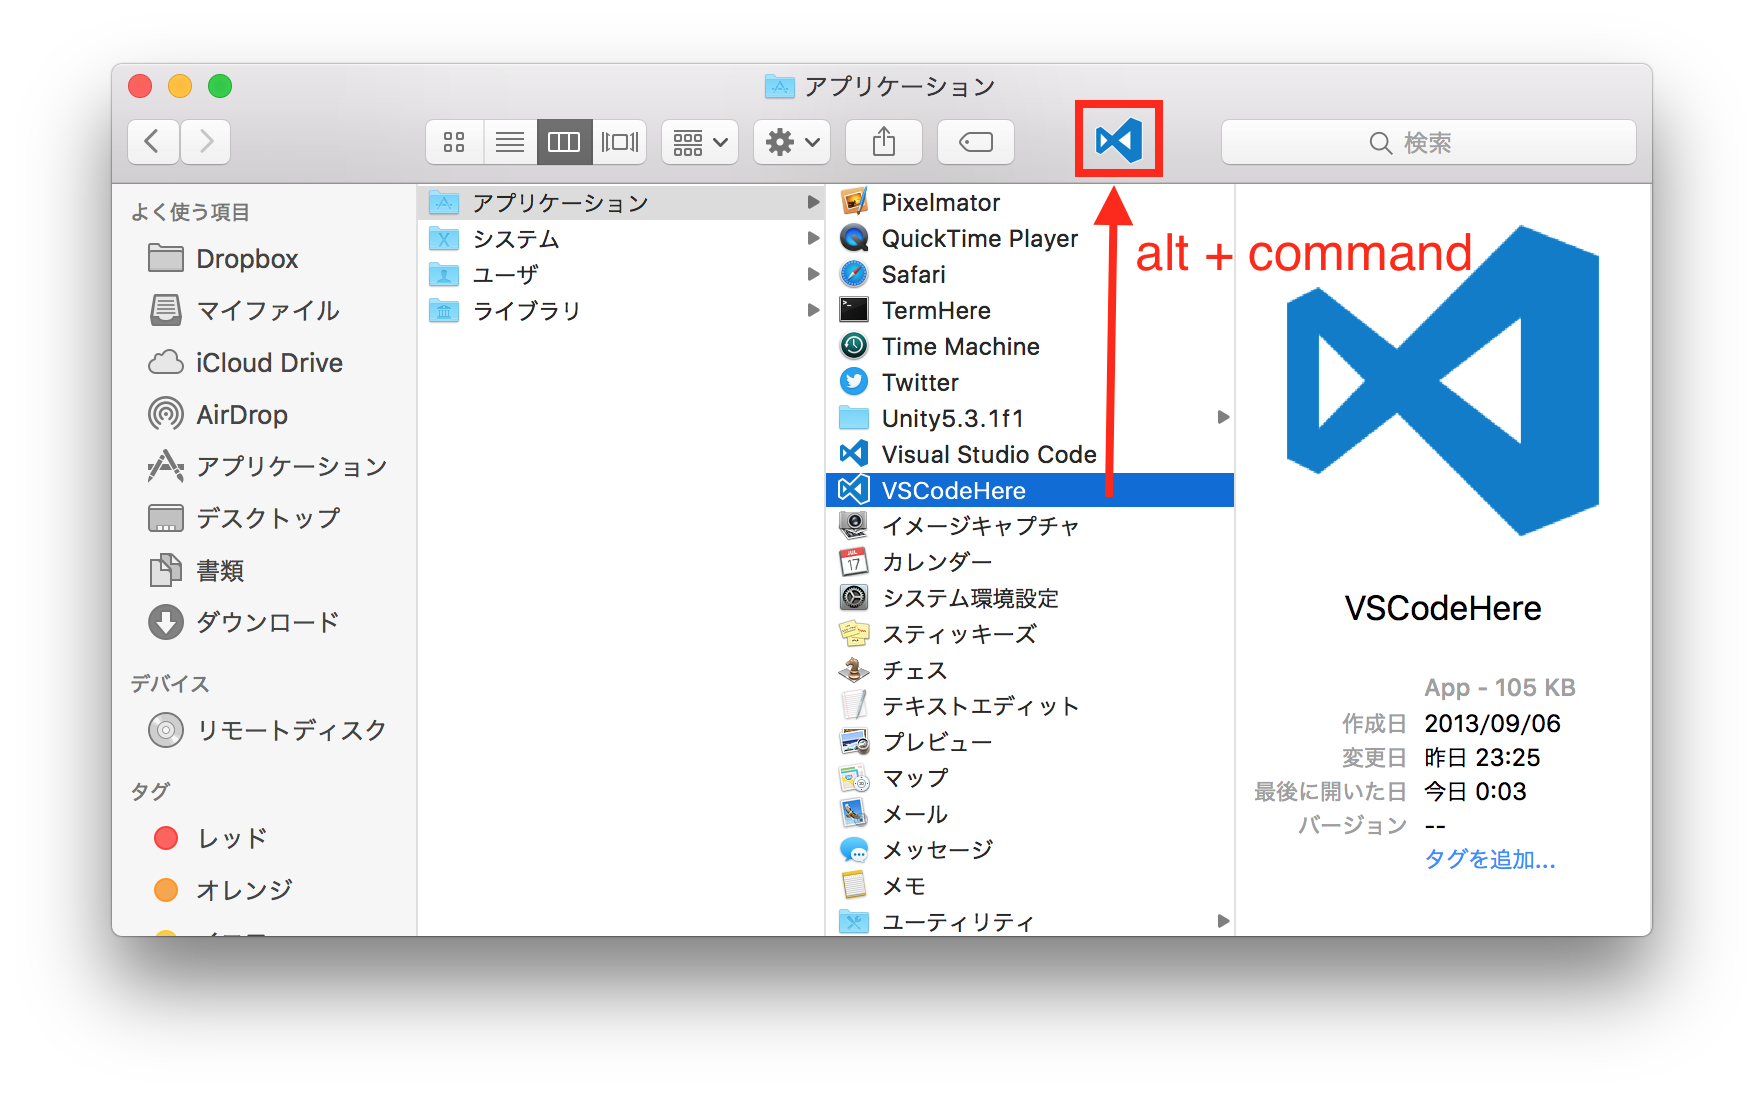 アプリケーション
検索
alt + command
よく使う項目
Dropbox
マイファイル
iCloud Drive
AirDrop
アプリケーション
デスクトップ
書類
ダウンロード
デバイス
リモートディスク
タグ
レッド
オレンジ
アプリケーション
システム
ユーザ
ライブラリ
Pixelmator
QuickTime Player
Safari
TermHere
Time Machine
Twitter
Unity5.3.1f1
Visual Studio Code
VSCodeHere
イメージキャプチャ
カレンダー
システム環境設定
スティッキーズ
チェス
テキストエディット
プレビュー
マップ
メール
メッセージ
メモ
ユーティリティ
VSCodeHere
App - 105 KB
作成日 2013/09/06
変更日 昨日 23:25
最後に開いた日 今日 0:03
バージョン --
タグを追加...